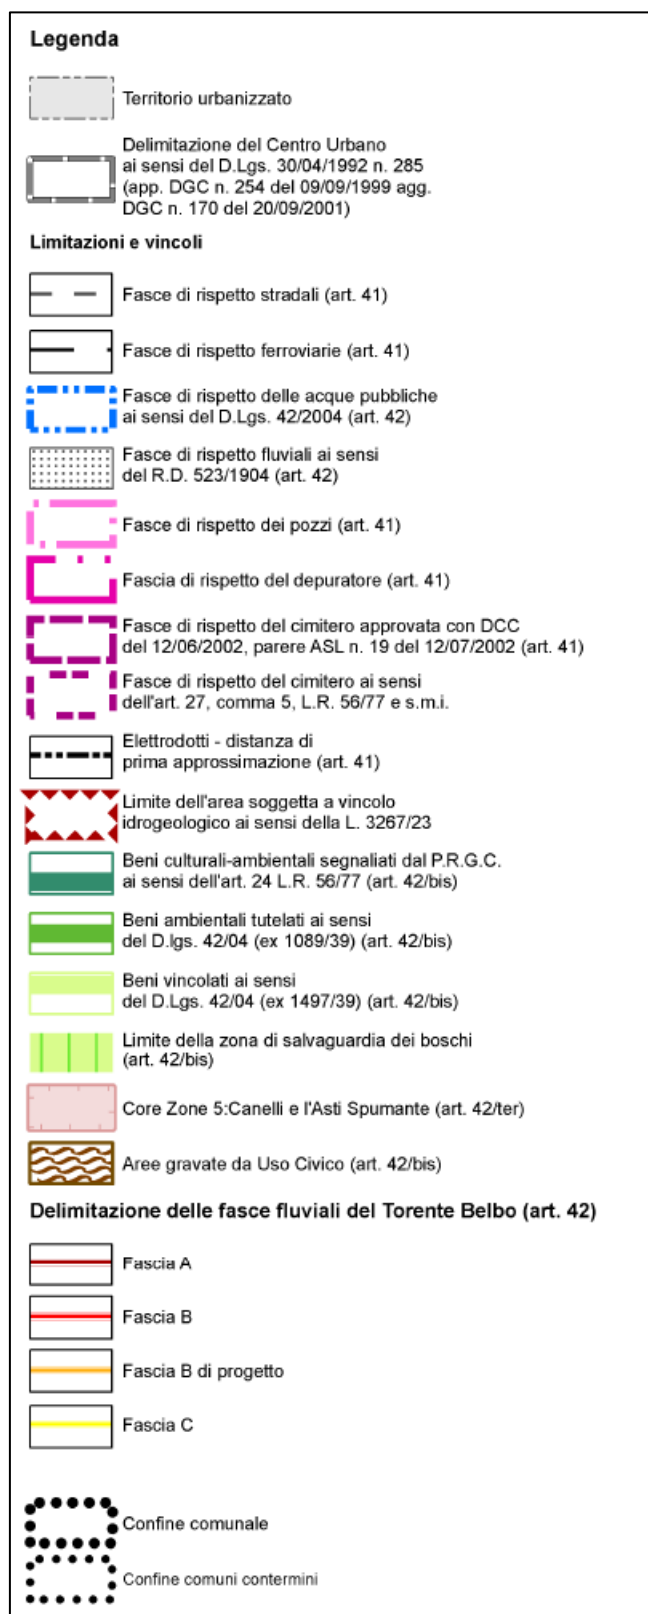 Legenda
Territorio urbanizzato
Delimitazione del Centro Urbano
ai sensi del D.Lgs. 30/04/1992 n. 285
(app. DGC n. 254 del 09/09/1999 agg.
DGC n. 170 del 20/09/2001)
Limitazioni e vincoli
Fasce di rispetto stradali (art. 41)
Fasce di rispetto ferroviarie (art. 41)
Fasce di rispetto delle acque pubbliche
ai sensi del D.Lgs. 42/2004 (art. 42)
Fasce di rispetto fluviali ai sensi
del R.D. 523/1904 (art. 42)
Fasce di rispetto dei pozzi (art. 41)
Fascia di rispetto del depuratore (art. 41)
Fasce di rispetto del cimitero approvata con DCC
del 12/06/2002, parere ASL n. 19 del 12/07/2002 (art. 41)
Fasce di rispetto del cimitero ai sensi
dell'art. 27, comma 5, L.R. 56/77 e s.m.i.
Elettrodotti - distanza di
prima approssimazione (art. 41)
Limite dell'area soggetta a vincolo
idrogeologico ai sensi della L. 3267/23
Beni culturali-ambientali segnaliati dal P.R.G.C.
ai sensi dell'art. 24 L.R. 56/77 (art. 42/bis)
Beni ambientali tutelati ai sensi
del D.lgs. 42/04 (ex 1089/39) (art. 42/bis)
Beni vincolati ai sensi
del D.Lgs. 42/04 (ex 1497/39) (art. 42/bis)
Limite della zona di salvaguardia dei boschi
(art. 42/bis)
Core Zone 5:Canelli e l'Asti Spumante (art. 42/ter)
Aree gravate da Uso Civico (art. 42/bis)
Delimitazione delle fasce fluviali del Torente Belbo (art. 42)
Fascia A
Fascia B
Fascia B di progetto
Fascia C
Confine comunale
Confine comuni contermini